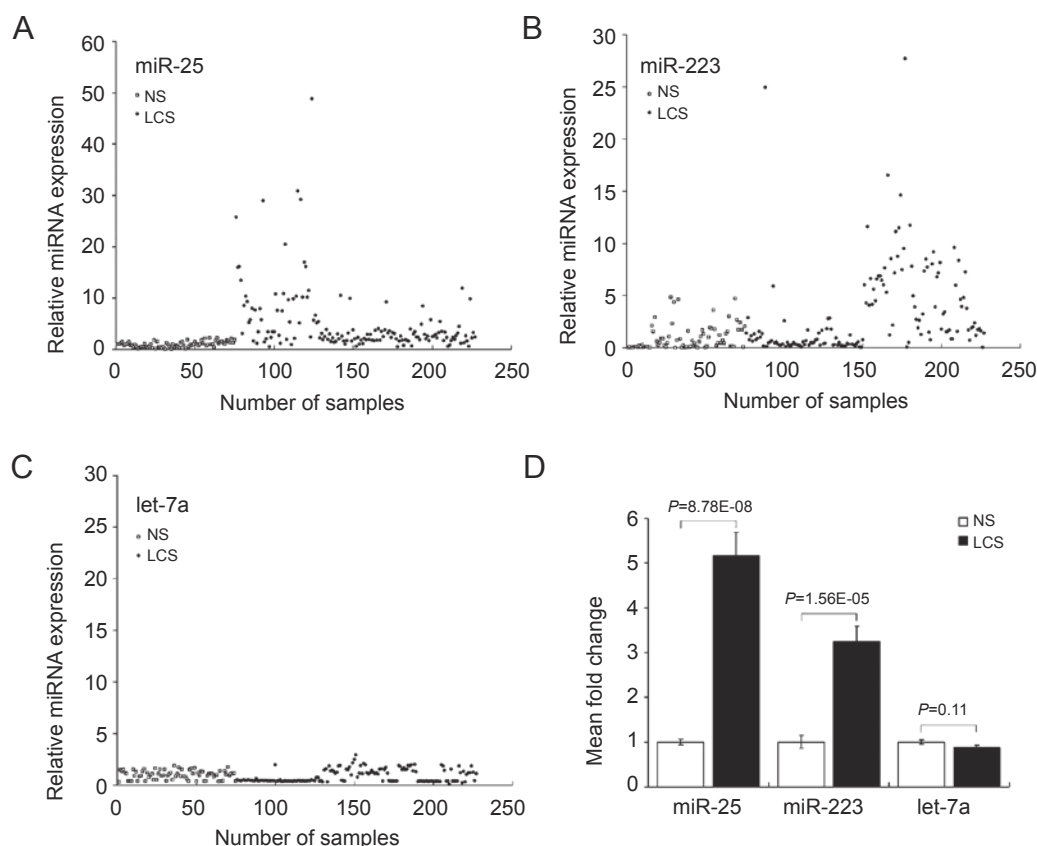 A
60
50
40
30
20
10
0
miR-25
NS
LCS
Relative miRNA expression
0 50 100 150 200 250
Number of samples
B
30
25
20
15
10
5
0
miR-223
NS
LCS
Relative miRNA expression
0 50 100 150 200 250
Number of samples
C
30
25
20
15
10
5
0
let-7a
NS
LCS
Relative miRNA expression
0 50 100 150 200 250
Number of samples
D
P=8.78E-08
P=1.56E-05
P=0.11
NS
LCS
6
5
4
3
2
1
0
Mean fold change
miR-25 miR-223 let-7a